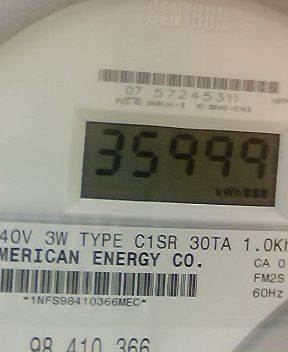 CENTRON
07 57245311
35999
kWh
40V 3W TYPE C1SR 30TA 1.0Kh
MERICAN ENERGY CO.
CA 0
FM2S
60Hz
*1NFS98410366MEC*
98 410 366